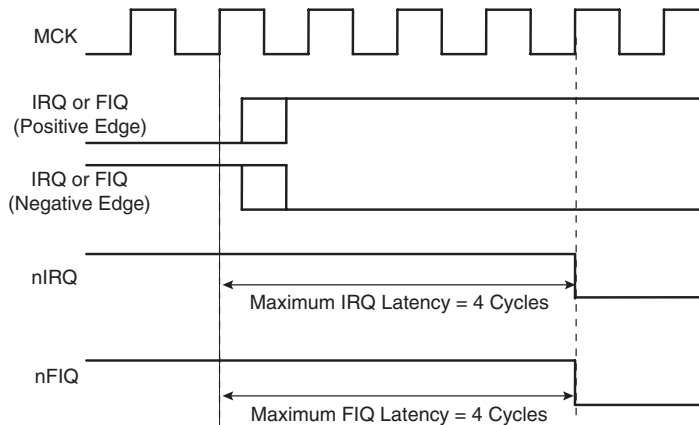 MCK
IRQ or FIQ
(Positive Edge)
IRQ or FIQ
(Negative Edge)
nIRQ
Maximum IRQ Latency = 4 Cycles
nFIQ
Maximum FIQ Latency = 4 Cycles